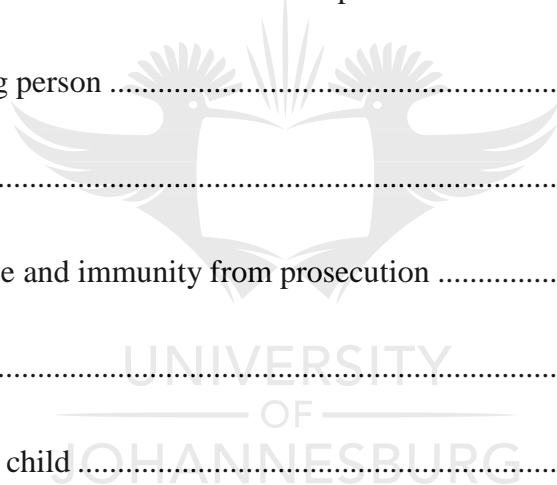 g person ....................................................
....................................................................
e and immunity from prosecution ..............
....................................................................
UNIVERSITY
OF
JOHANNESBURG
child ........................................................